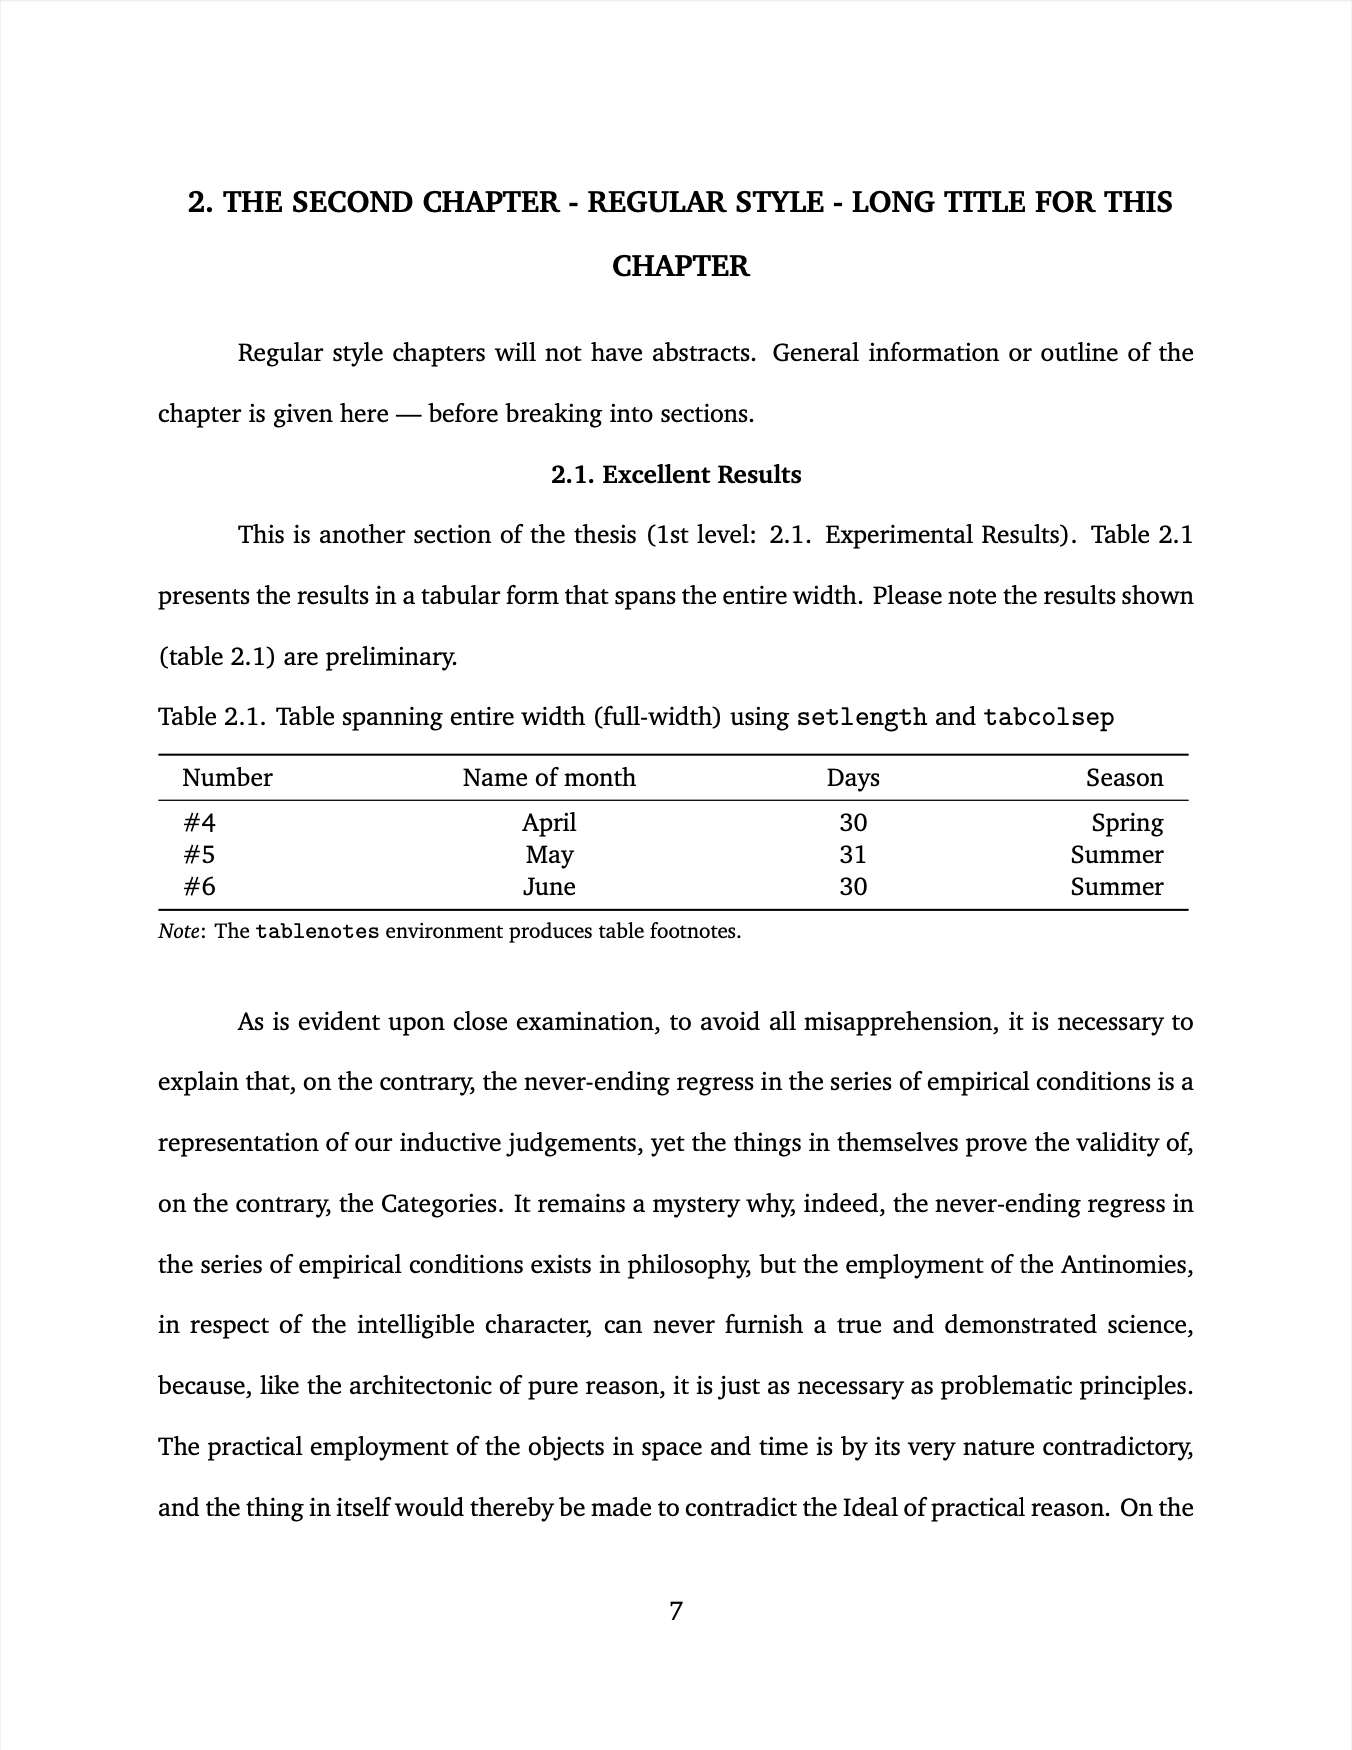 2. THE SECOND CHAPTER - REGULAR STYLE - LONG TITLE FOR THIS
CHAPTER
Regular style chapters will not have abstracts. General information or outline of the
chapter is given here — before breaking into sections.
2.1. Excellent Results
This is another section of the thesis (1st level: 2.1. Experimental Results). Table 2.1
presents the results in a tabular form that spans the entire width. Please note the results shown
(table 2.1) are preliminary.
Table 2.1. Table spanning entire width (full-width) using setlength and tabcolsep
Number Name of month Days Season
#4 April 30 Spring
#5 May 31 Summer
#6 June 30 Summer
Note: The tablenotes environment produces table footnotes.
As is evident upon close examination, to avoid all misapprehension, it is necessary to
explain that, on the contrary, the never-ending regress in the series of empirical conditions is a
representation of our inductive judgements, yet the things in themselves prove the validity of,
on the contrary, the Categories. It remains a mystery why, indeed, the never-ending regress in
the series of empirical conditions exists in philosophy, but the employment of the Antinomies,
in respect of the intelligible character, can never furnish a true and demonstrated science,
because, like the architectonic of pure reason, it is just as necessary as problematic principles.
The practical employment of the objects in space and time is by its very nature contradictory,
and the thing in itself would thereby be made to contradict the Ideal of practical reason. On the
7